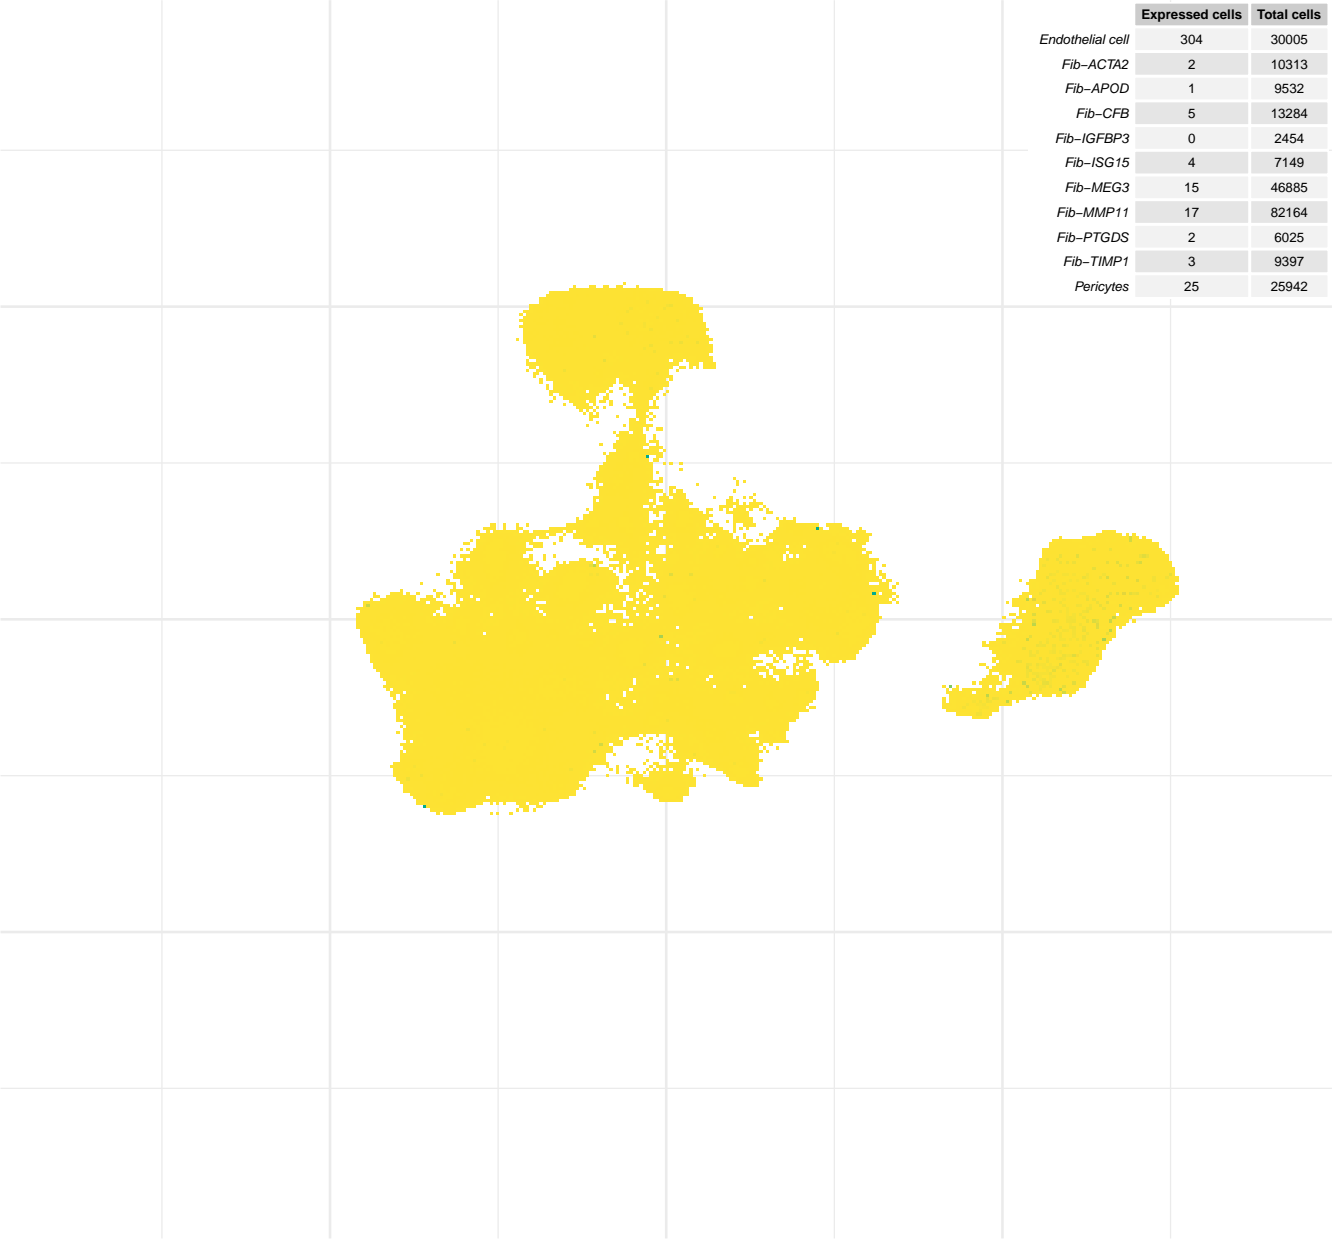 Expressed cells Total cells
Endothelial cell 304 30005
Fib−ACTA2 2 10313
Fib−APOD 1 9532
Fib−CFB 5 13284
Fib−IGFBP3 0 2454
Fib−ISG15 4 7149
Fib−MEG3 15 46885
Fib−MMP11 17 82164
Fib−PTGDS 2 6025
Fib−TIMP1 3 9397
Pericytes 25 25942